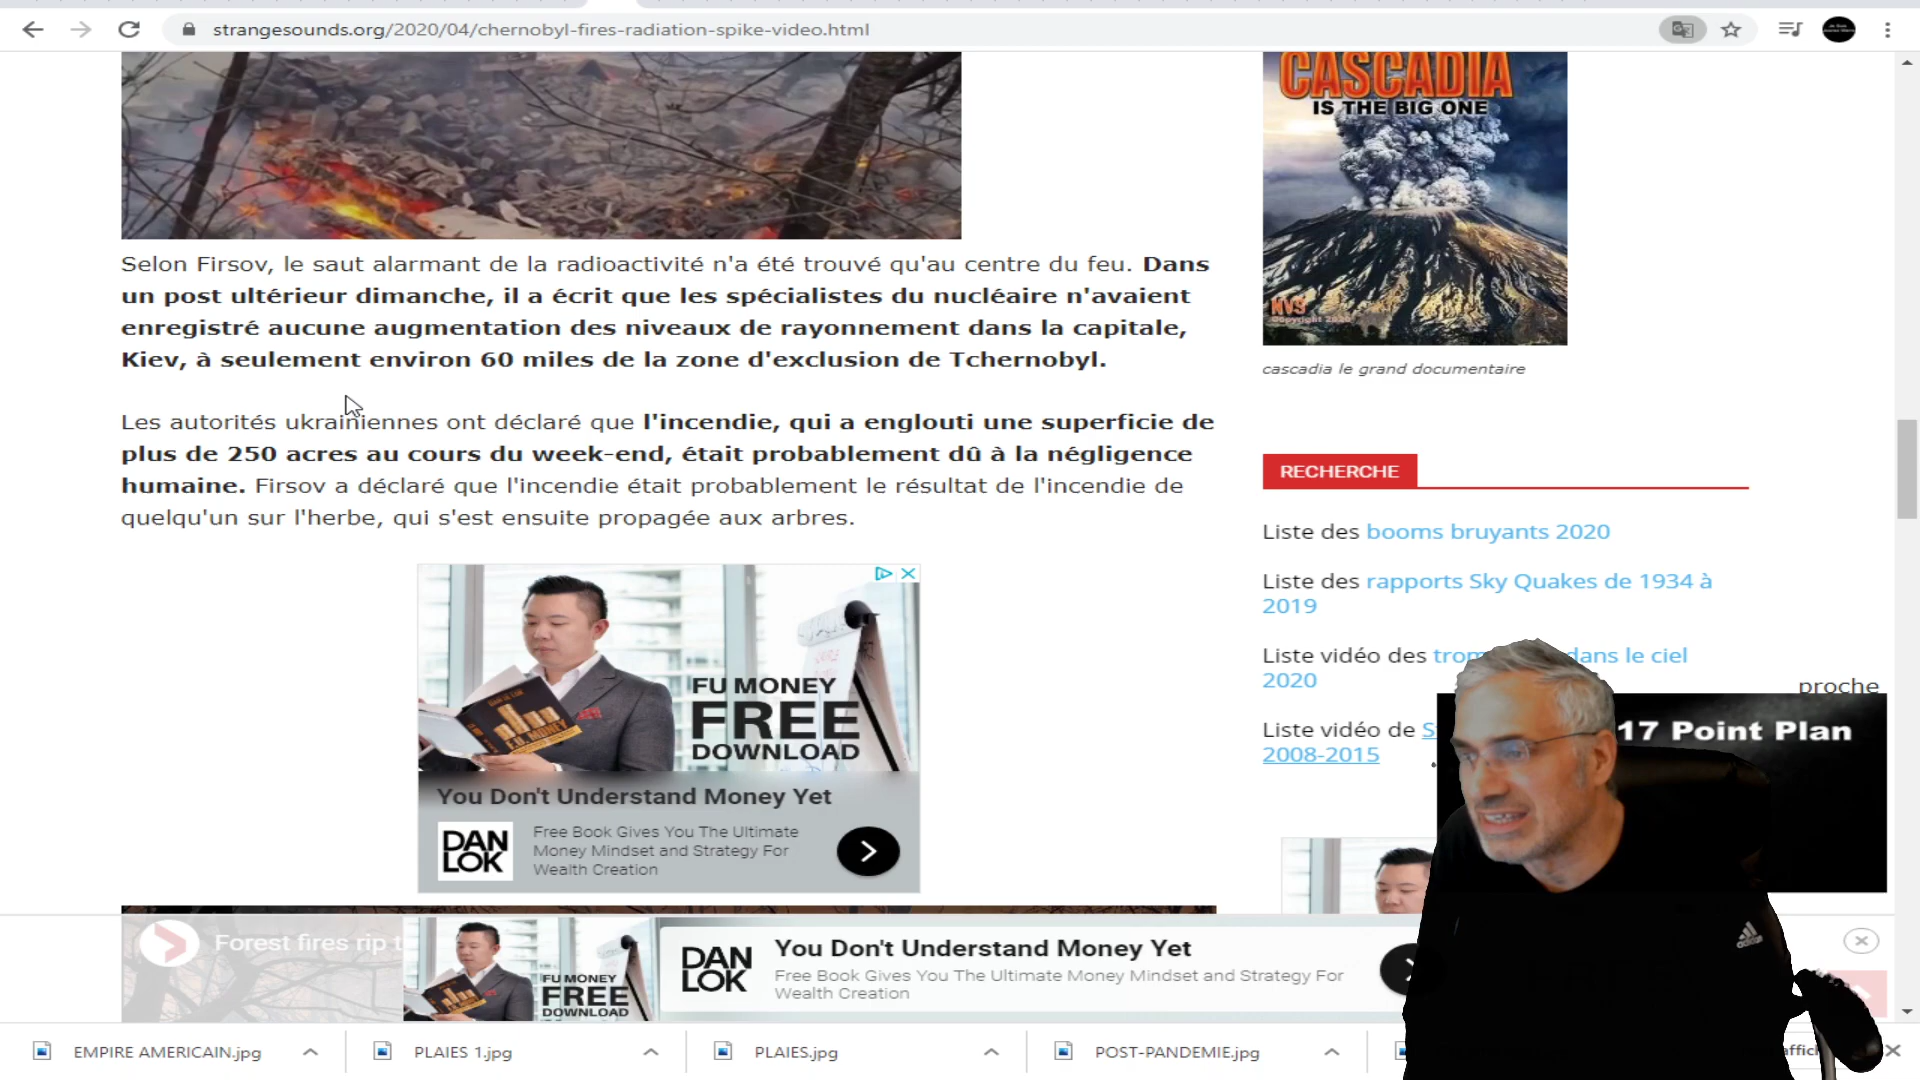 strangesounds.org/2020/04/chernobyl-fires-radiation-spike-video.html
CASCADIA
IS THE BIG ONE
Selon Firsov, le saut alarmant de la radioactivité n'a été trouvé qu'au centre du feu. Dans
un post ultérieur dimanche, il a écrit que les spécialistes du nucléaire n'avaient
enregistré aucune augmentation des niveaux de rayonnement dans la capitale,
Kiev, à seulement environ 60 miles de la zone d'exclusion de Tchernobyl.
Les autorités ukrainiennes ont déclaré que l'incendie, qui a englouti une superficie de
plus de 250 acres au cours du week-end, était probablement dû à la négligence
humaine. Firsov a déclaré que l'incendie était probablement le résultat de l'incendie de
quelqu'un sur l'herbe, qui s'est ensuite propagée aux arbres.
cascadia le grand documentaire
RECHERCHE
Liste des booms bruyants 2020
Liste des rapports Sky Quakes de 1934 à
2019
Liste vidéo des dans le ciel
2020
proche
Liste vidéo de
2008-2015
17 Point Plan
FU MONEY
FREE
DOWNLOAD
You Don't Understand Money Yet
DAN
LOK
Free Book Gives You The Ultimate
Money Mindset and Strategy For
Wealth Creation
Forest fires rip
FU MONEY
FREE
DOWNLOAD
DAN
LOK
You Don't Understand Money Yet
Free Book Gives You The Ultimate Money Mindset and Strategy For
Wealth Creation
EMPIRE AMERICAIN.jpg
PLAIES 1.jpg
PLAIES.jpg
POST-PANDEMIE.jpg
adidas